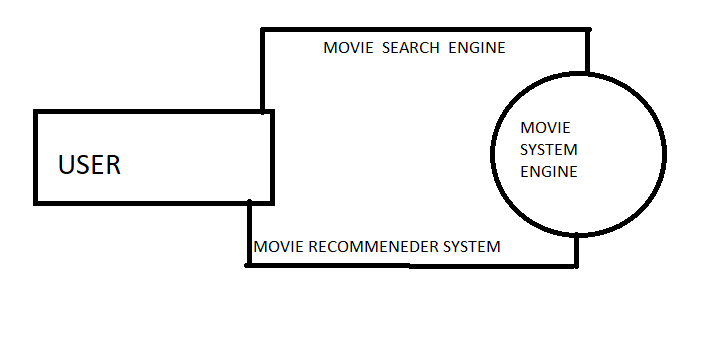 MOVIE SEARCH ENGINE
USER
MOVIE
SYSTEM
ENGINE
MOVIE RECOMMENEDER SYSTEM